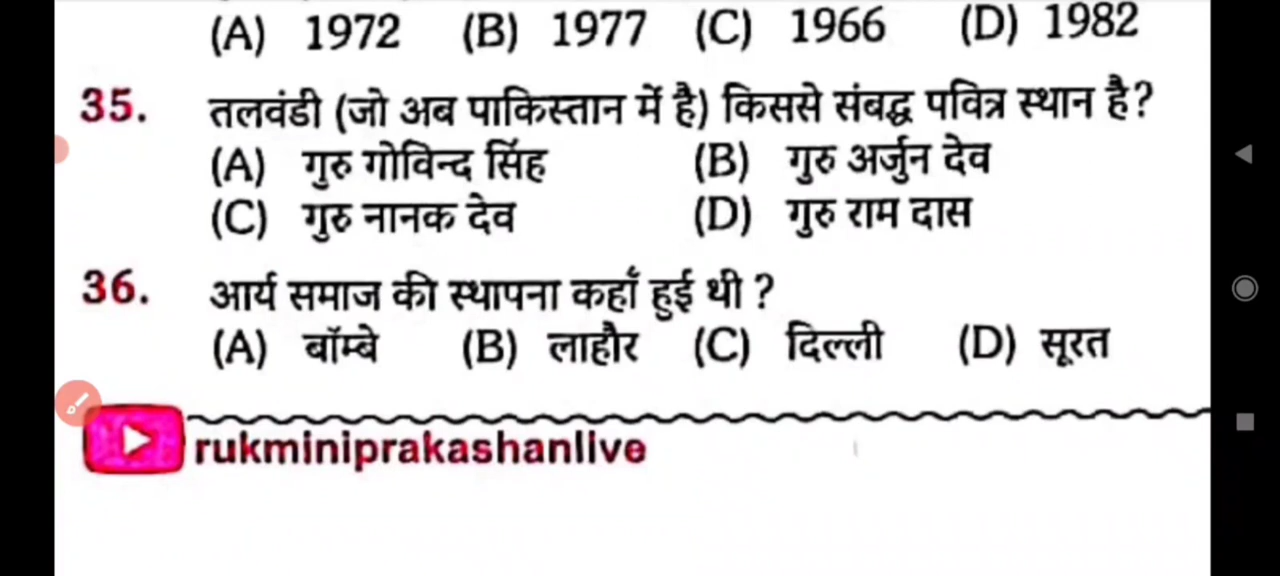 (A) 1972 (B) 1977 (C) 1966 (D) 1982
35. तलवंडी (जो अब पाकिस्तान में है) किससे संबद्ध पवित्र स्थान है?
(A) गुरु गोविन्द सिंह (B) गुरु अर्जुन देव
(C) गुरु नानक देव (D) गुरु राम दास
36. आर्य समाज की स्थापना कहाँ हुई थी ?
(A) बॉम्बे (B) लाहौर (C) दिल्ली (D) सूरत
rukminiprakashanlive